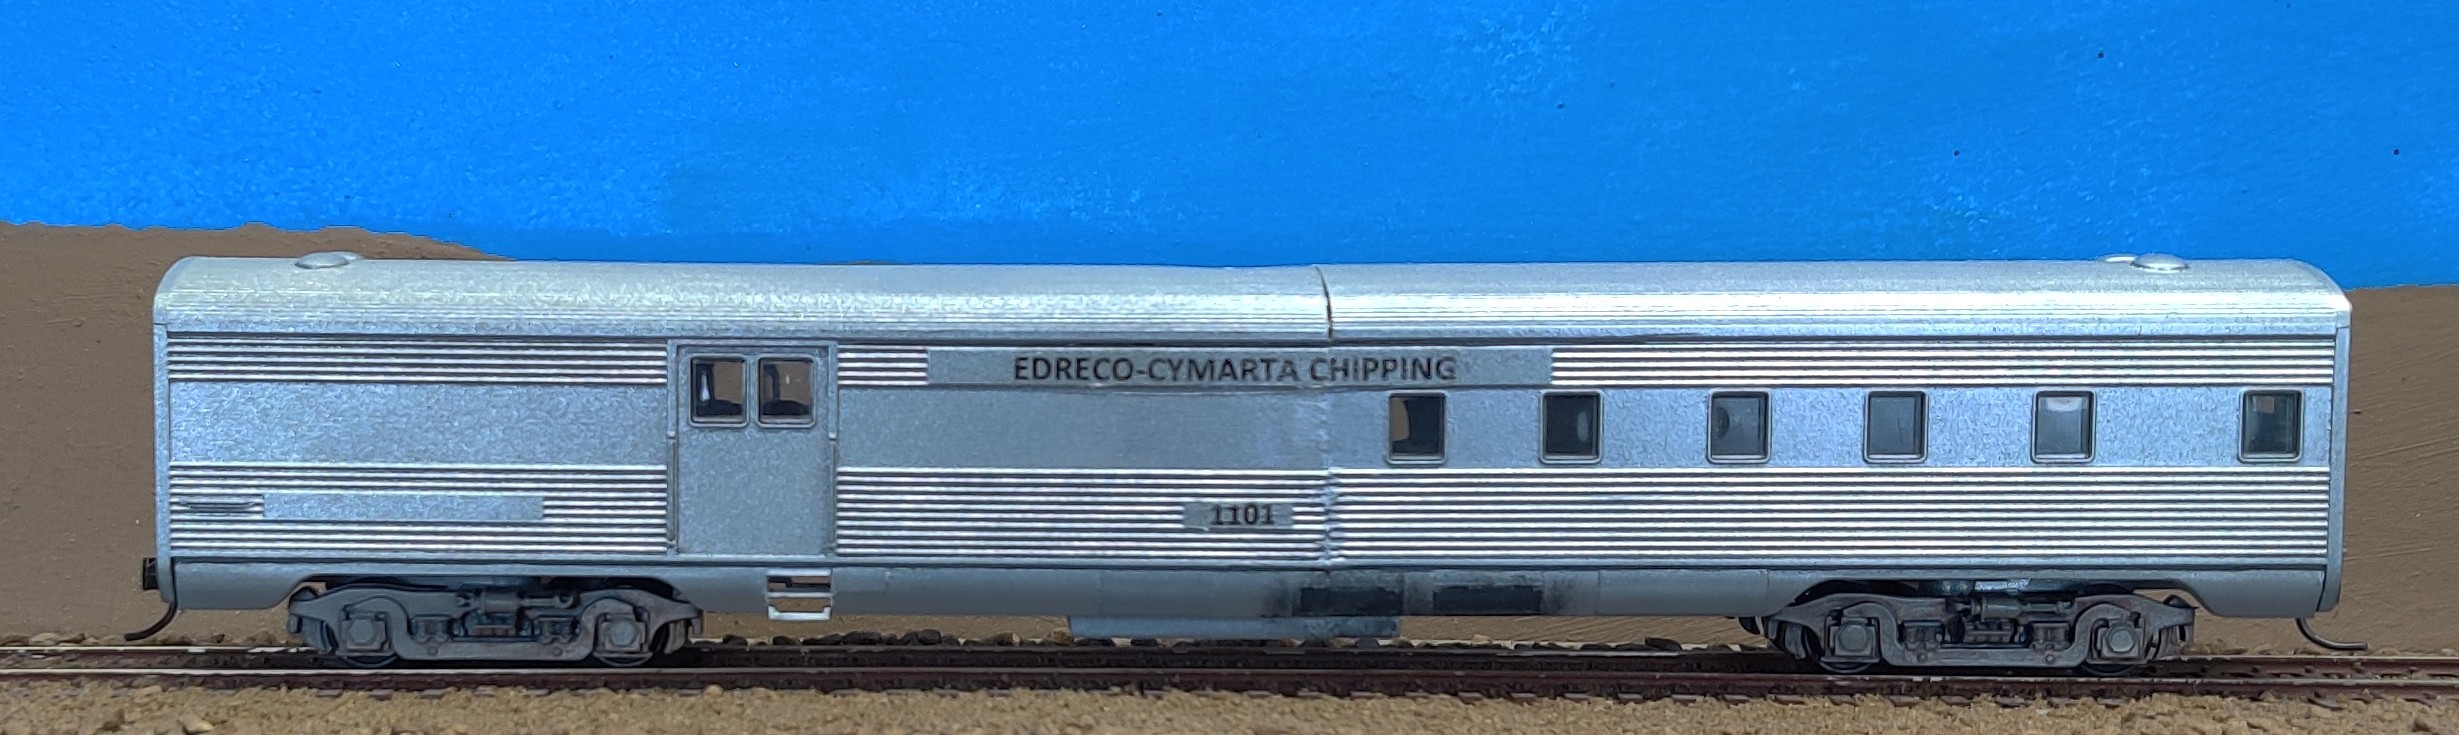 EDRECO-CYMARTA CHIPPING
1101